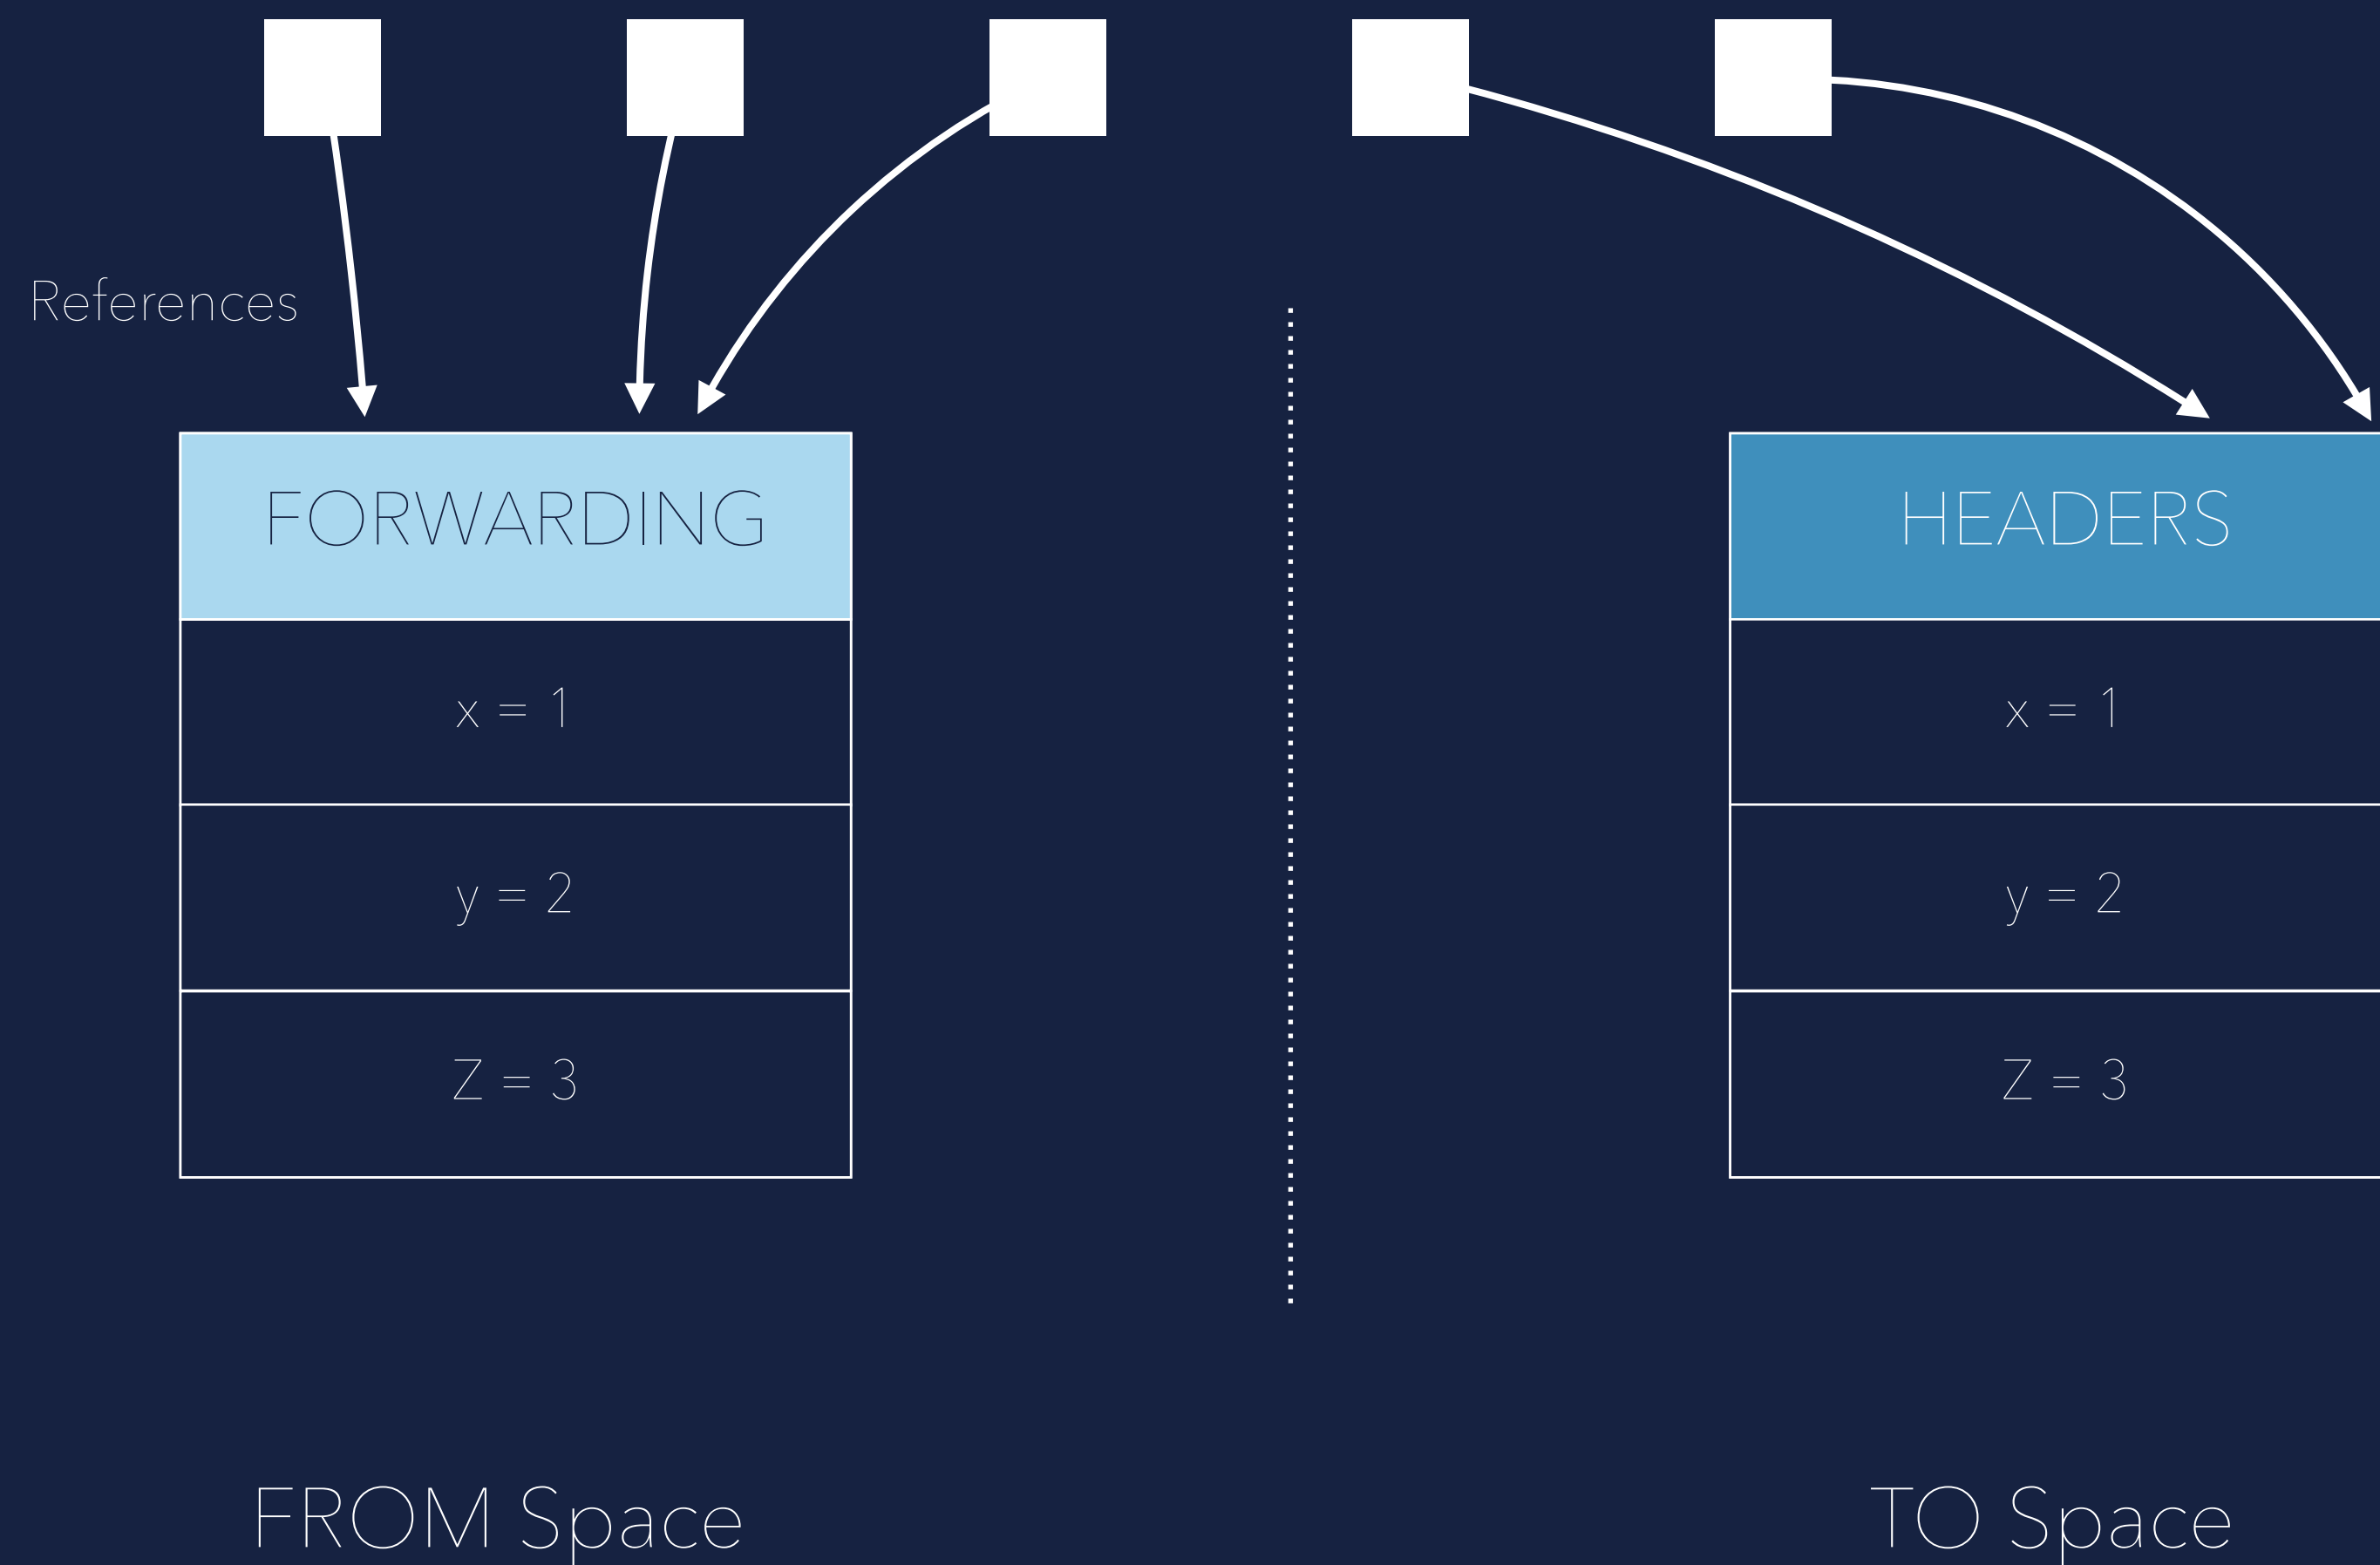 References
FORWARDING
x = 1
y = 2
Z = 3
FROM Space
HEADERS
x = 1
y = 2
Z = 3
TO Space